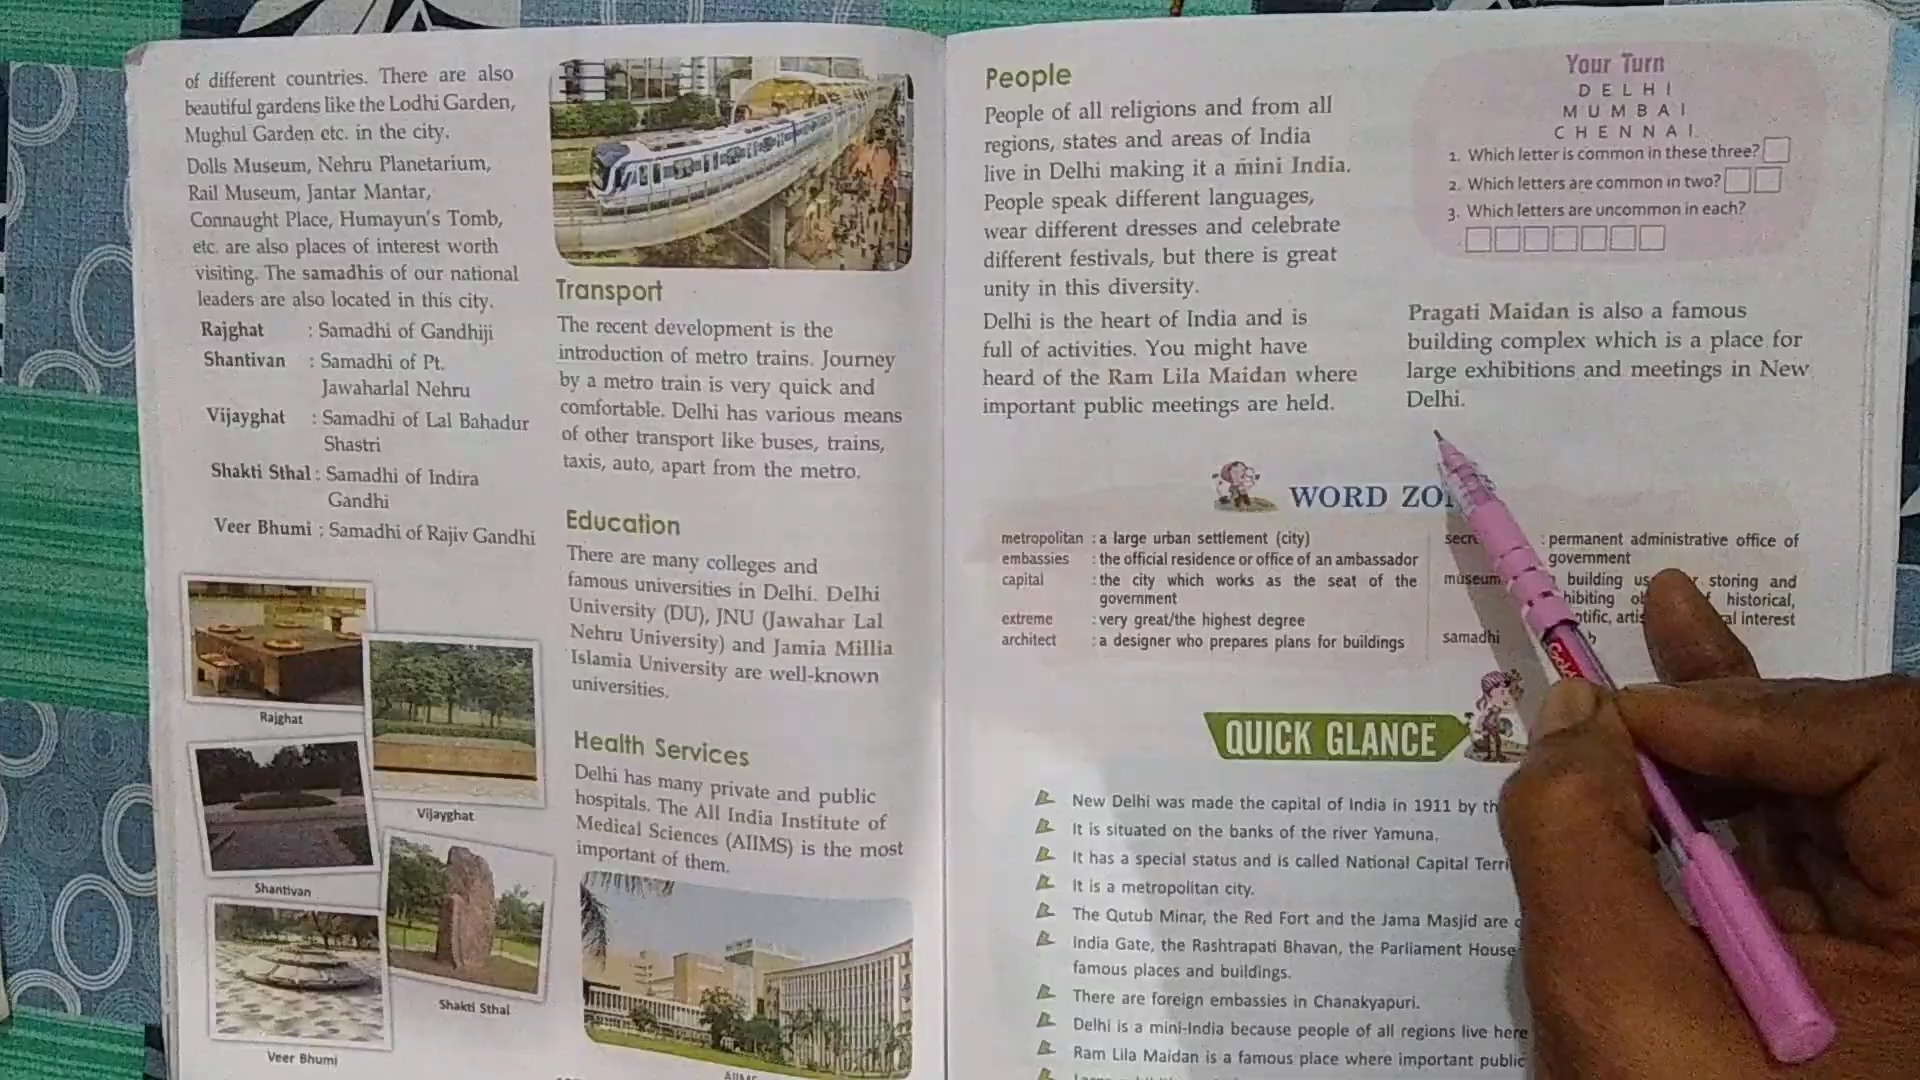 of different countries. There are also
beautiful gardens like the Lodhi Garden,
Mughul Garden etc. in the city.
Dolls Museum, Nehru Planetarium,
Rail Museum, Jantar Mantar,
Connaught Place, Humayun's Tomb,
etc. are also places of interest worth
visiting. The samadhis of our national
leaders are also located in this city.
Rajghat : Samadhi of Gandhiji
Shantivan : Samadhi of Pt.
Jawaharlal Nehru
Vijayghat : Samadhi of Lal Bahadur
Shastri
Shakti Sthal : Samadhi of Indira
Gandhi
Veer Bhumi : Samadhi of Rajiv Gandhi
Rajghat
Vijayghat
Shantivan
Shakti Sthal
Veer Bhumi
Transport
The recent development is the
introduction of metro trains. Journey
by a metro train is very quick and
comfortable. Delhi has various means
of other transport like buses, trains,
taxis, auto, apart from the metro.
Education
There are many colleges and
famous universities in Delhi. Delhi
University (DU), JNU (Jawahar Lal
Nehru University) and Jamia Millia
Islamia University are well-known
universities.
Health Services
Delhi has many private and public
hospitals. The All India Institute of
Medical Sciences (AIIMS) is the most
important of them.
AIIMS
People
People of all religions and from all
regions, states and areas of India
live in Delhi making it a mini India.
People speak different languages,
wear different dresses and celebrate
different festivals, but there is great
unity in this diversity.
Delhi is the heart of India and is
full of activities. You might have
heard of the Ram Lila Maidan where
important public meetings are held.
Your Turn
D E L H I
M U M B A I
C H E N N A I
1. Which letter is common in these three?
2. Which letters are common in two?
3. Which letters are uncommon in each?
Pragati Maidan is also a famous
building complex which is a place for
large exhibitions and meetings in New
Delhi.
WORD
metropolitan : a large urban settlement (city)
embassies : the official residence or office of an ambassador
capital : the city which works as the seat of the
government
extreme : very great/the highest degree
architect : a designer who prepares plans for buildings
: permanent administrative office of
government
museum building storing and
historical,
interest
samadhi
QUICK GLANCE
New Delhi was made the capital of India in 1911 by
It is situated on the banks of the river Yamuna.
It has a special status and is called National Capital
It is a metropolitan city.
The Qutub Minar, the Red Fort and the Jama Masjid are
India Gate, the Rashtrapati Bhavan, the Parliament House
famous places and buildings.
There are foreign embassies in Chanakyapuri.
Delhi is a mini-India because people of all regions live here
Ram Lila Maidan is a famous place where important public